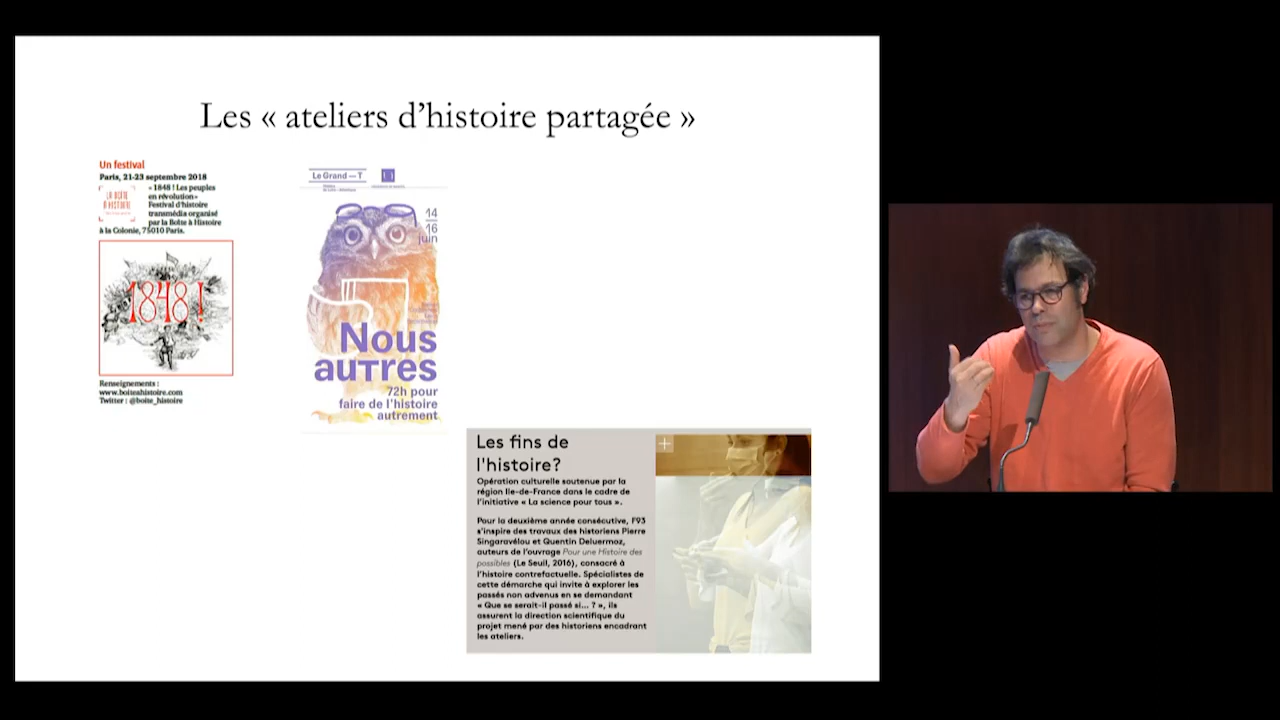 Les « ateliers d’histoire partagée »
Un festival
Paris, 21-23 septembre 2018
LA BOÎTE
À HISTOIRE
« 1848 ! Les peuples
en révolution »
Festival d'histoire
transmédia organisé
par la Boîte à Histoire
à la Colonie, 75010 Paris.
1848 !
Renseignements :
www.boiteahistoire.com
Twitter : @boite_histoire
Le Grand — T
14
16
juin
Nous
auTres
72h pour
faire de l'histoire
autrement
Les fins de
l'histoire?
Opération culturelle soutenue par la
région Ile-de-France dans le cadre de
l'initiative « La science pour tous ».
Pour la deuxième année consécutive, F93
s'inspire des travaux des historiens Pierre
Singaravélou et Quentin Deluermoz,
auteurs de l'ouvrage Pour une Histoire des
possibles (Le Seuil, 2016), consacré à
l'histoire contrefactuelle. Spécialistes de
cette démarche qui invite à explorer les
passés non advenus en se demandant
« Que se serait-il passé si... ? », ils
assurent la direction scientifique du
projet mené par des historiens encadrant
les ateliers.